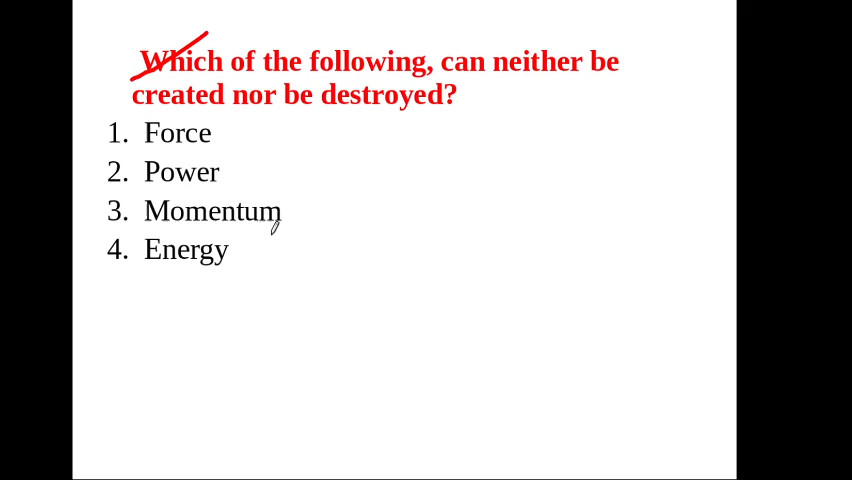 Which of the following, can neither be
created nor be destroyed?
1. Force
2. Power
3. Momentum
4. Energy